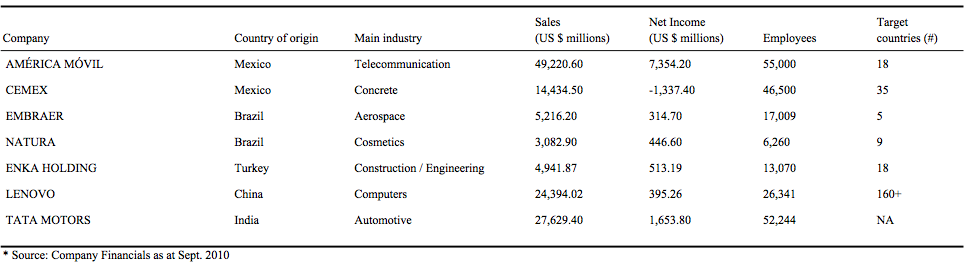 Company Country of origin Main industry Sales (US $ millions) Net Income (US $ millions) Employees Target countries (#)
AMÉRICA MÓVIL Mexico Telecommunication 49,220.60 7,354.20 55,000 18
CEMEX Mexico Concrete 14,434.50 -1,337.40 46,500 35
EMBRAER Brazil Aerospace 5,216.20 314.70 17,009 5
NATURA Brazil Cosmetics 3,082.90 446.60 6,260 9
ENKA HOLDING Turkey Construction / Engineering 4,941.87 513.19 13,070 18
LENOVO China Computers 24,394.02 395.26 26,341 160+
TATA MOTORS India Automotive 27,629.40 1,653.80 52,244 NA
* Source: Company Financials as at Sept. 2010